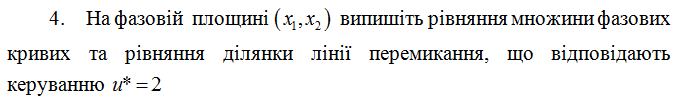 4. На фазовій площині (x₁, x₂) випишіть рівняння множини фазових
кривих та рівняння ділянки лінії перемикання, що відповідають
керуванню u* = 2